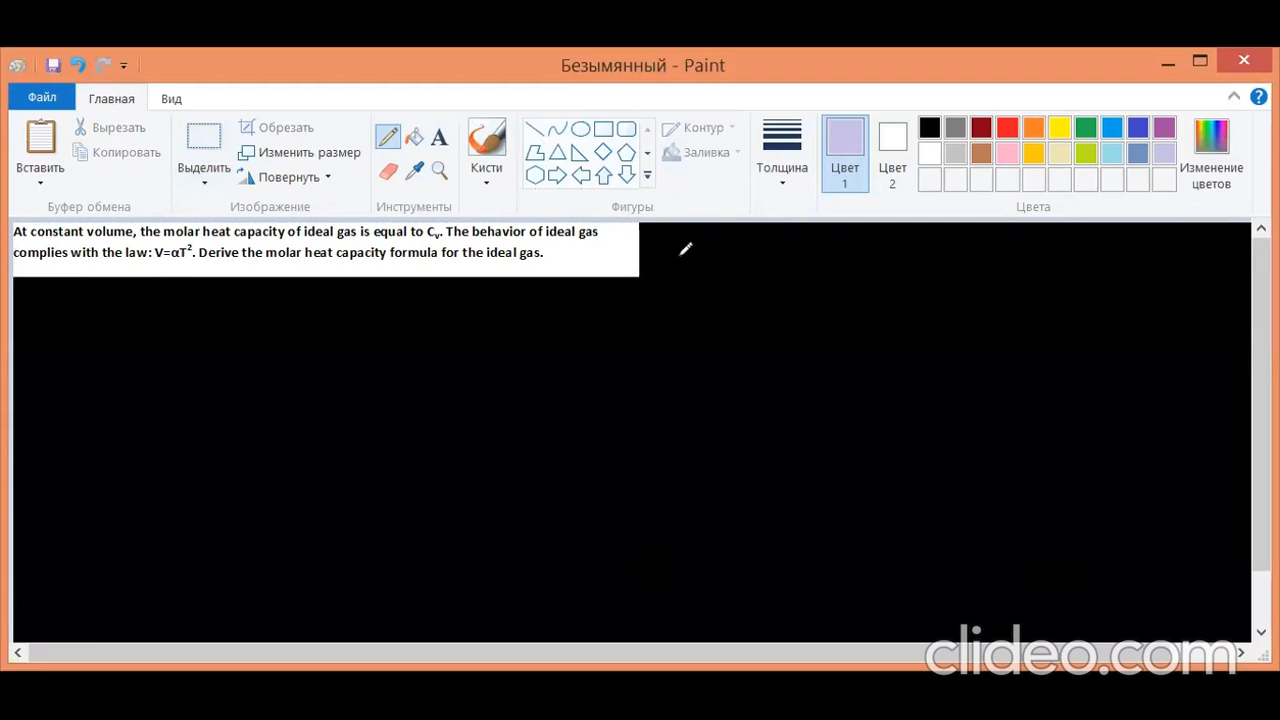 Безымянный - Paint
Файл Главная Вид
Вставить
Вырезать
Копировать
Буфер обмена
Выделить
Обрезать
Изменить размер
Повернуть
Изображение
Инструменты
Кисти
Контур
Заливка
Фигуры
Толщина
Цвет
1
Цвет
2
Изменение
цветов
Цвета
At constant volume, the molar heat capacity of ideal gas is equal to Cᵥ. The behavior of ideal gas
complies with the law: V=αT². Derive the molar heat capacity formula for the ideal gas.
clideo.com